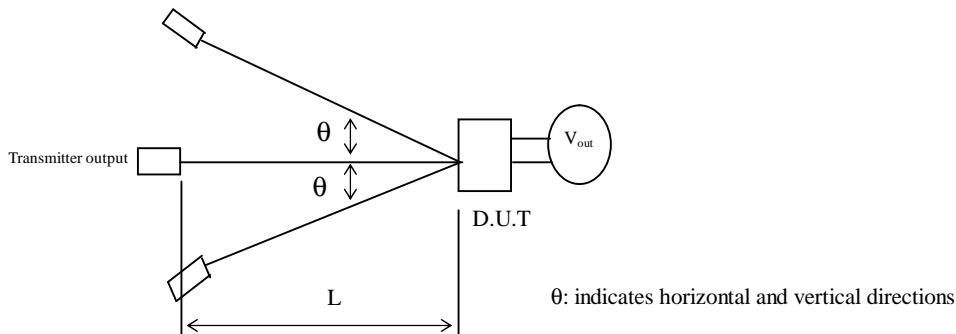 θ
V_out
Transmitter output
θ
D.U.T
L
θ: indicates horizontal and vertical directions